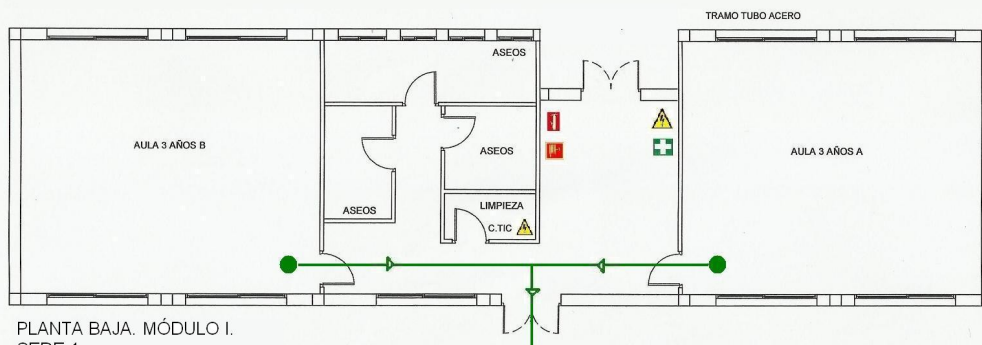 TRAMO TUBO ACERO
ASEOS
AULA 3 AÑOS B
ASEOS
AULA 3 AÑOS A
ASEOS
LIMPIEZA
C.TIC
PLANTA BAJA. MÓDULO I.